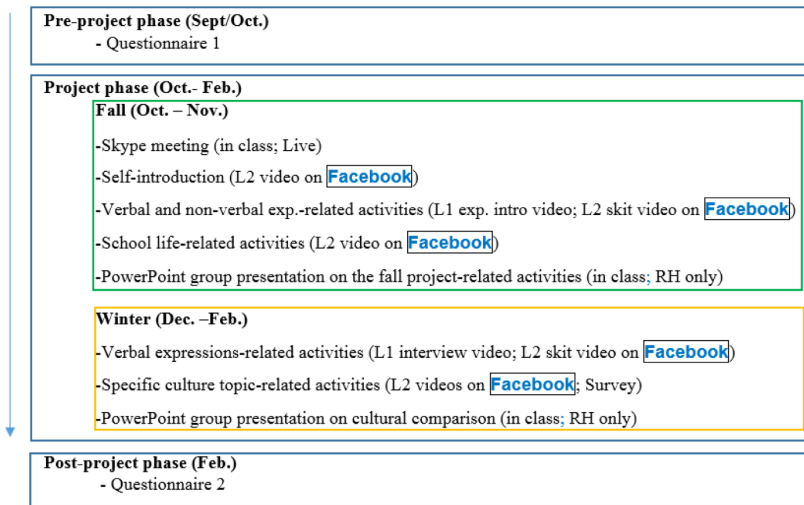 Pre-project phase (Sept/Oct.)
- Questionnaire 1
Project phase (Oct.- Feb.)
Fall (Oct. – Nov.)
-Skype meeting (in class; Live)
-Self-introduction (L2 video on Facebook)
-Verbal and non-verbal exp.-related activities (L1 exp. intro video; L2 skit video on Facebook)
-School life-related activities (L2 video on Facebook)
-PowerPoint group presentation on the fall project-related activities (in class; RH only)
Winter (Dec. –Feb.)
-Verbal expressions-related activities (L1 interview video; L2 skit video on Facebook)
-Specific culture topic-related activities (L2 videos on Facebook; Survey)
-PowerPoint group presentation on cultural comparison (in class; RH only)
Post-project phase (Feb.)
- Questionnaire 2